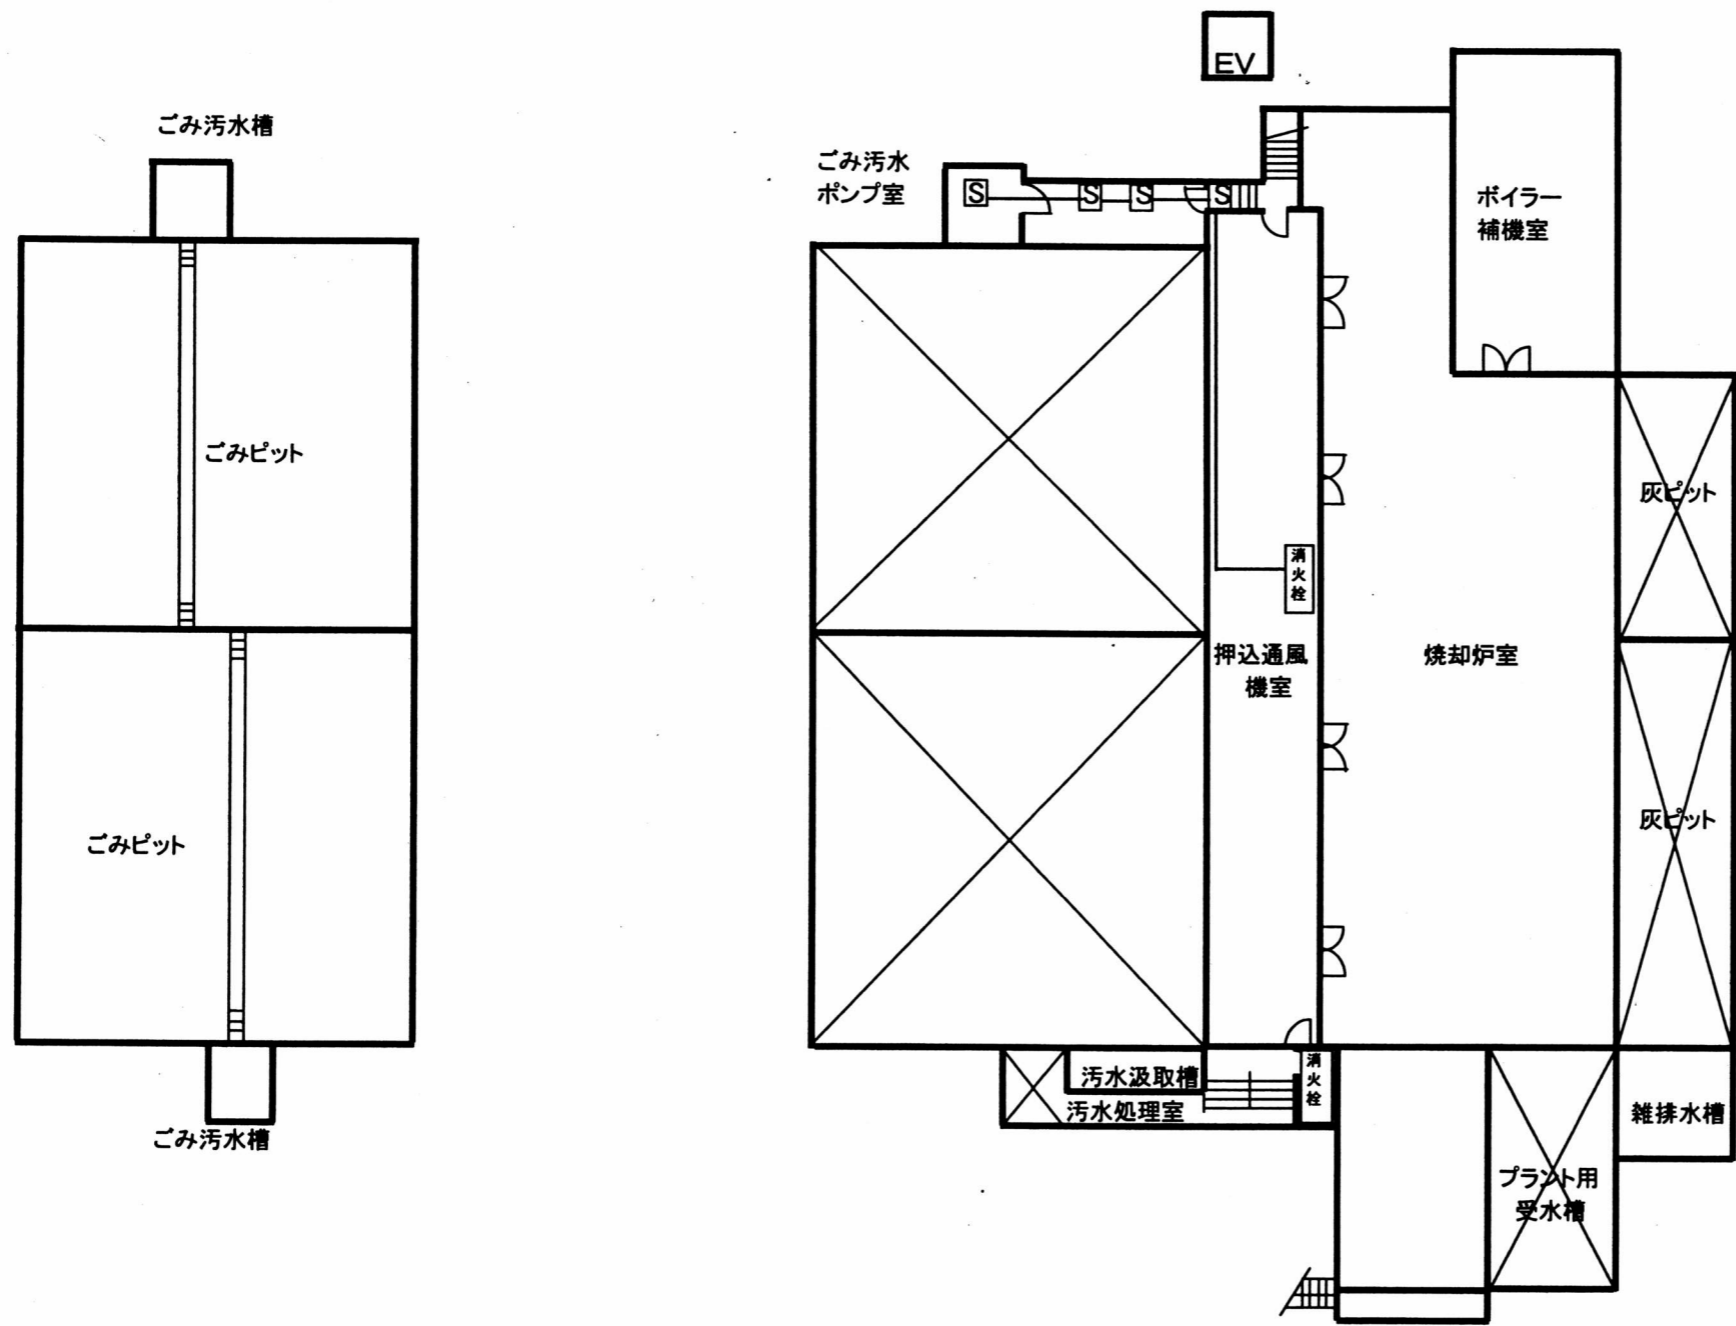 EV
ごみ汚水槽
ごみ汚水
ポンプ室
S
S
S
S
ボイラー
補機室
ごみピット
灰ピット
消火栓
押込通風
機室
焼却炉室
灰ピット
ごみピット
消火栓
汚水汲取槽
汚水処理室
雑排水槽
ごみ汚水槽
プラント用
受水槽